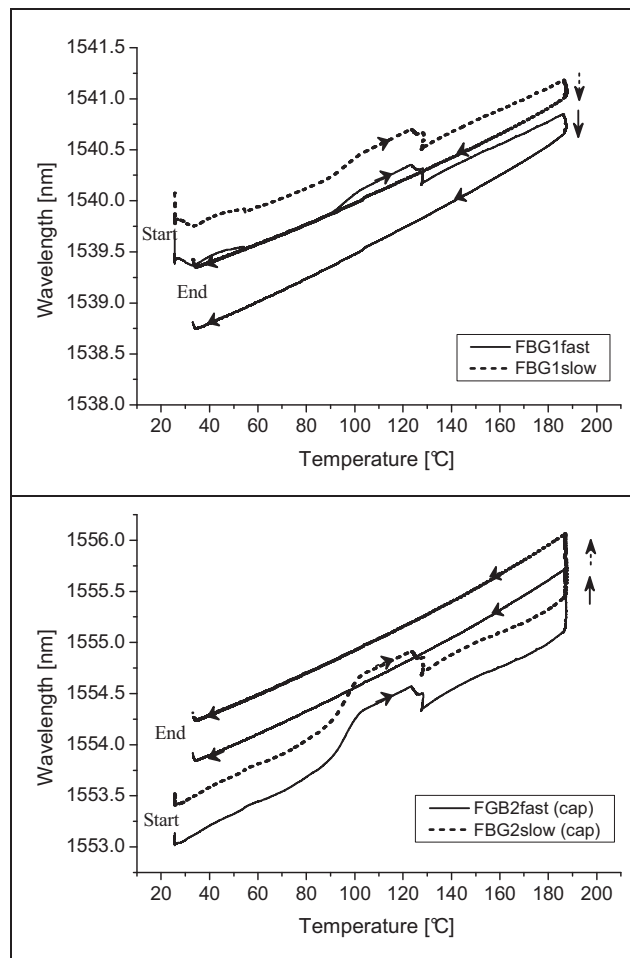 1541.5
1541.0
1540.5
1540.0
1539.5
1539.0
1538.5
1538.0
Wavelength [nm]
Start
End
FBG1fast
FBG1slow
20 40 60 80 100 120 140 160 180 200
Temperature [°C]
1556.0
1555.5
1555.0
1554.5
1554.0
1553.5
1553.0
Wavelength [nm]
End
Start
FGB2fast (cap)
FBG2slow (cap)
20 40 60 80 100 120 140 160 180 200
Temperature [°C]